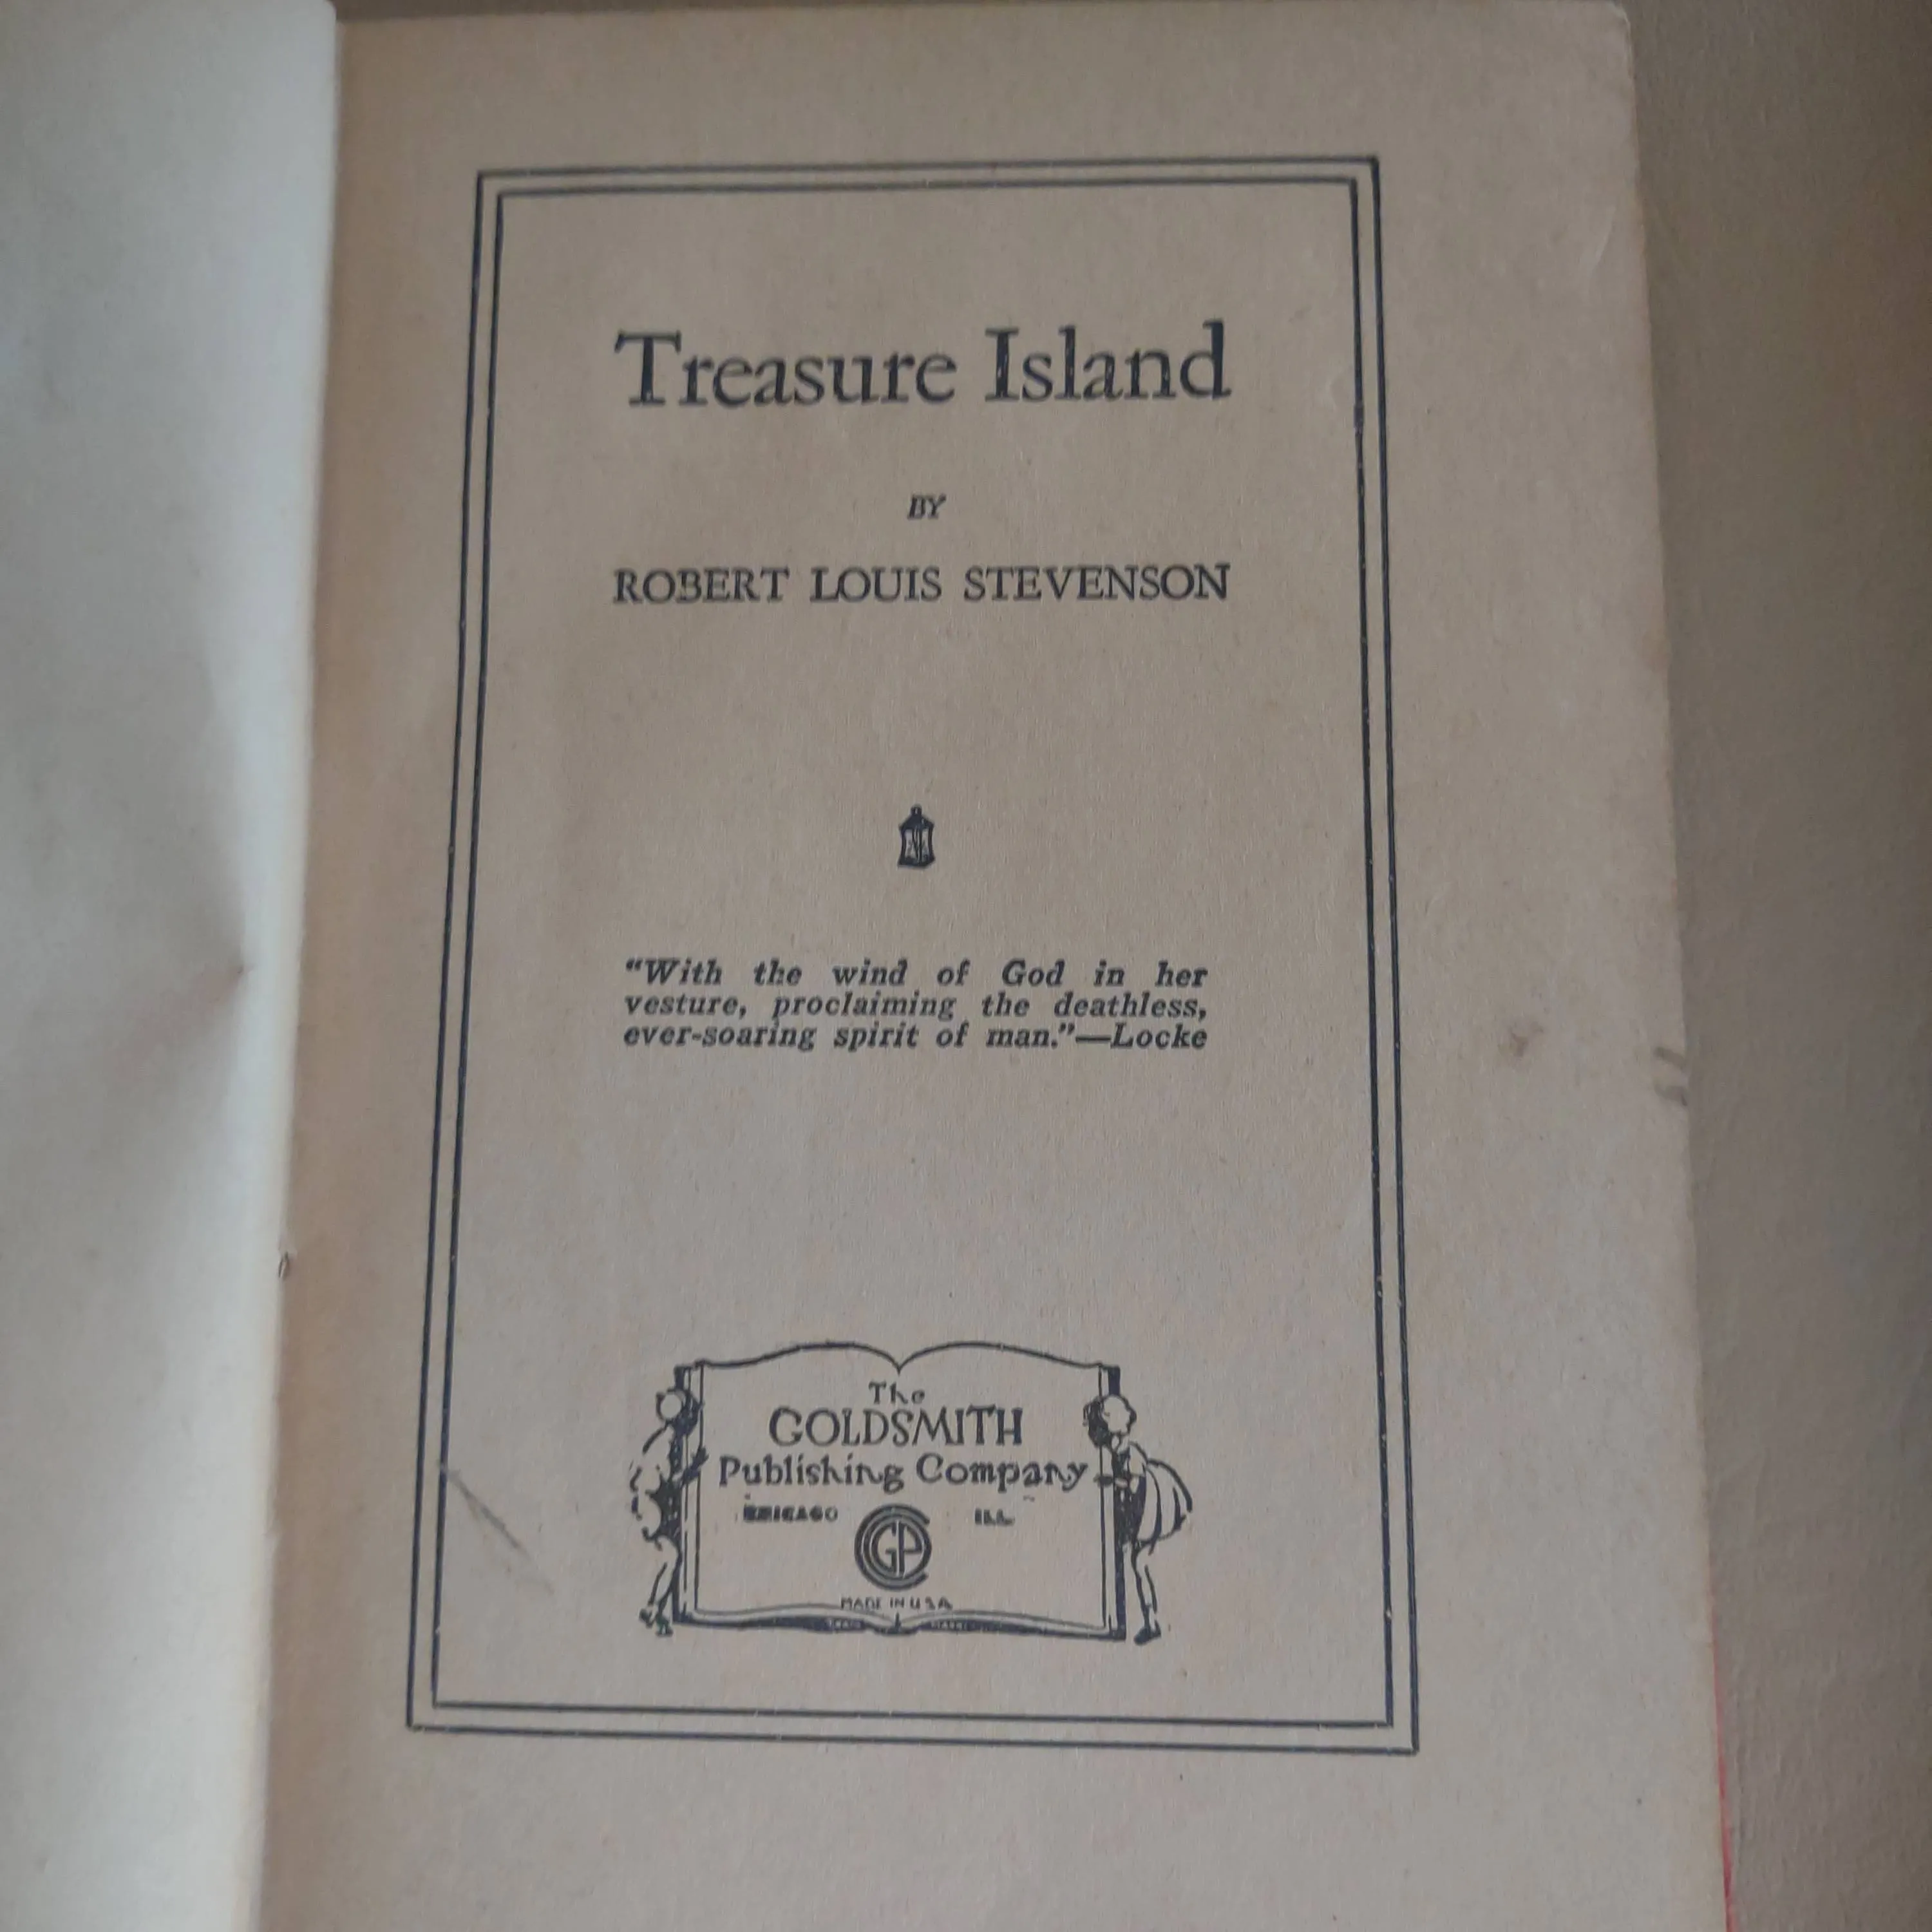 Treasure Island
BY
ROBERT LOUIS STEVENSON
“With the wind of God in her
vesture, proclaiming the deathless,
ever-soaring spirit of man.”—Locke
The
GOLDSMITH
Publishing Company
CHICAGO ILL
CGP
MADE IN U.S.A.